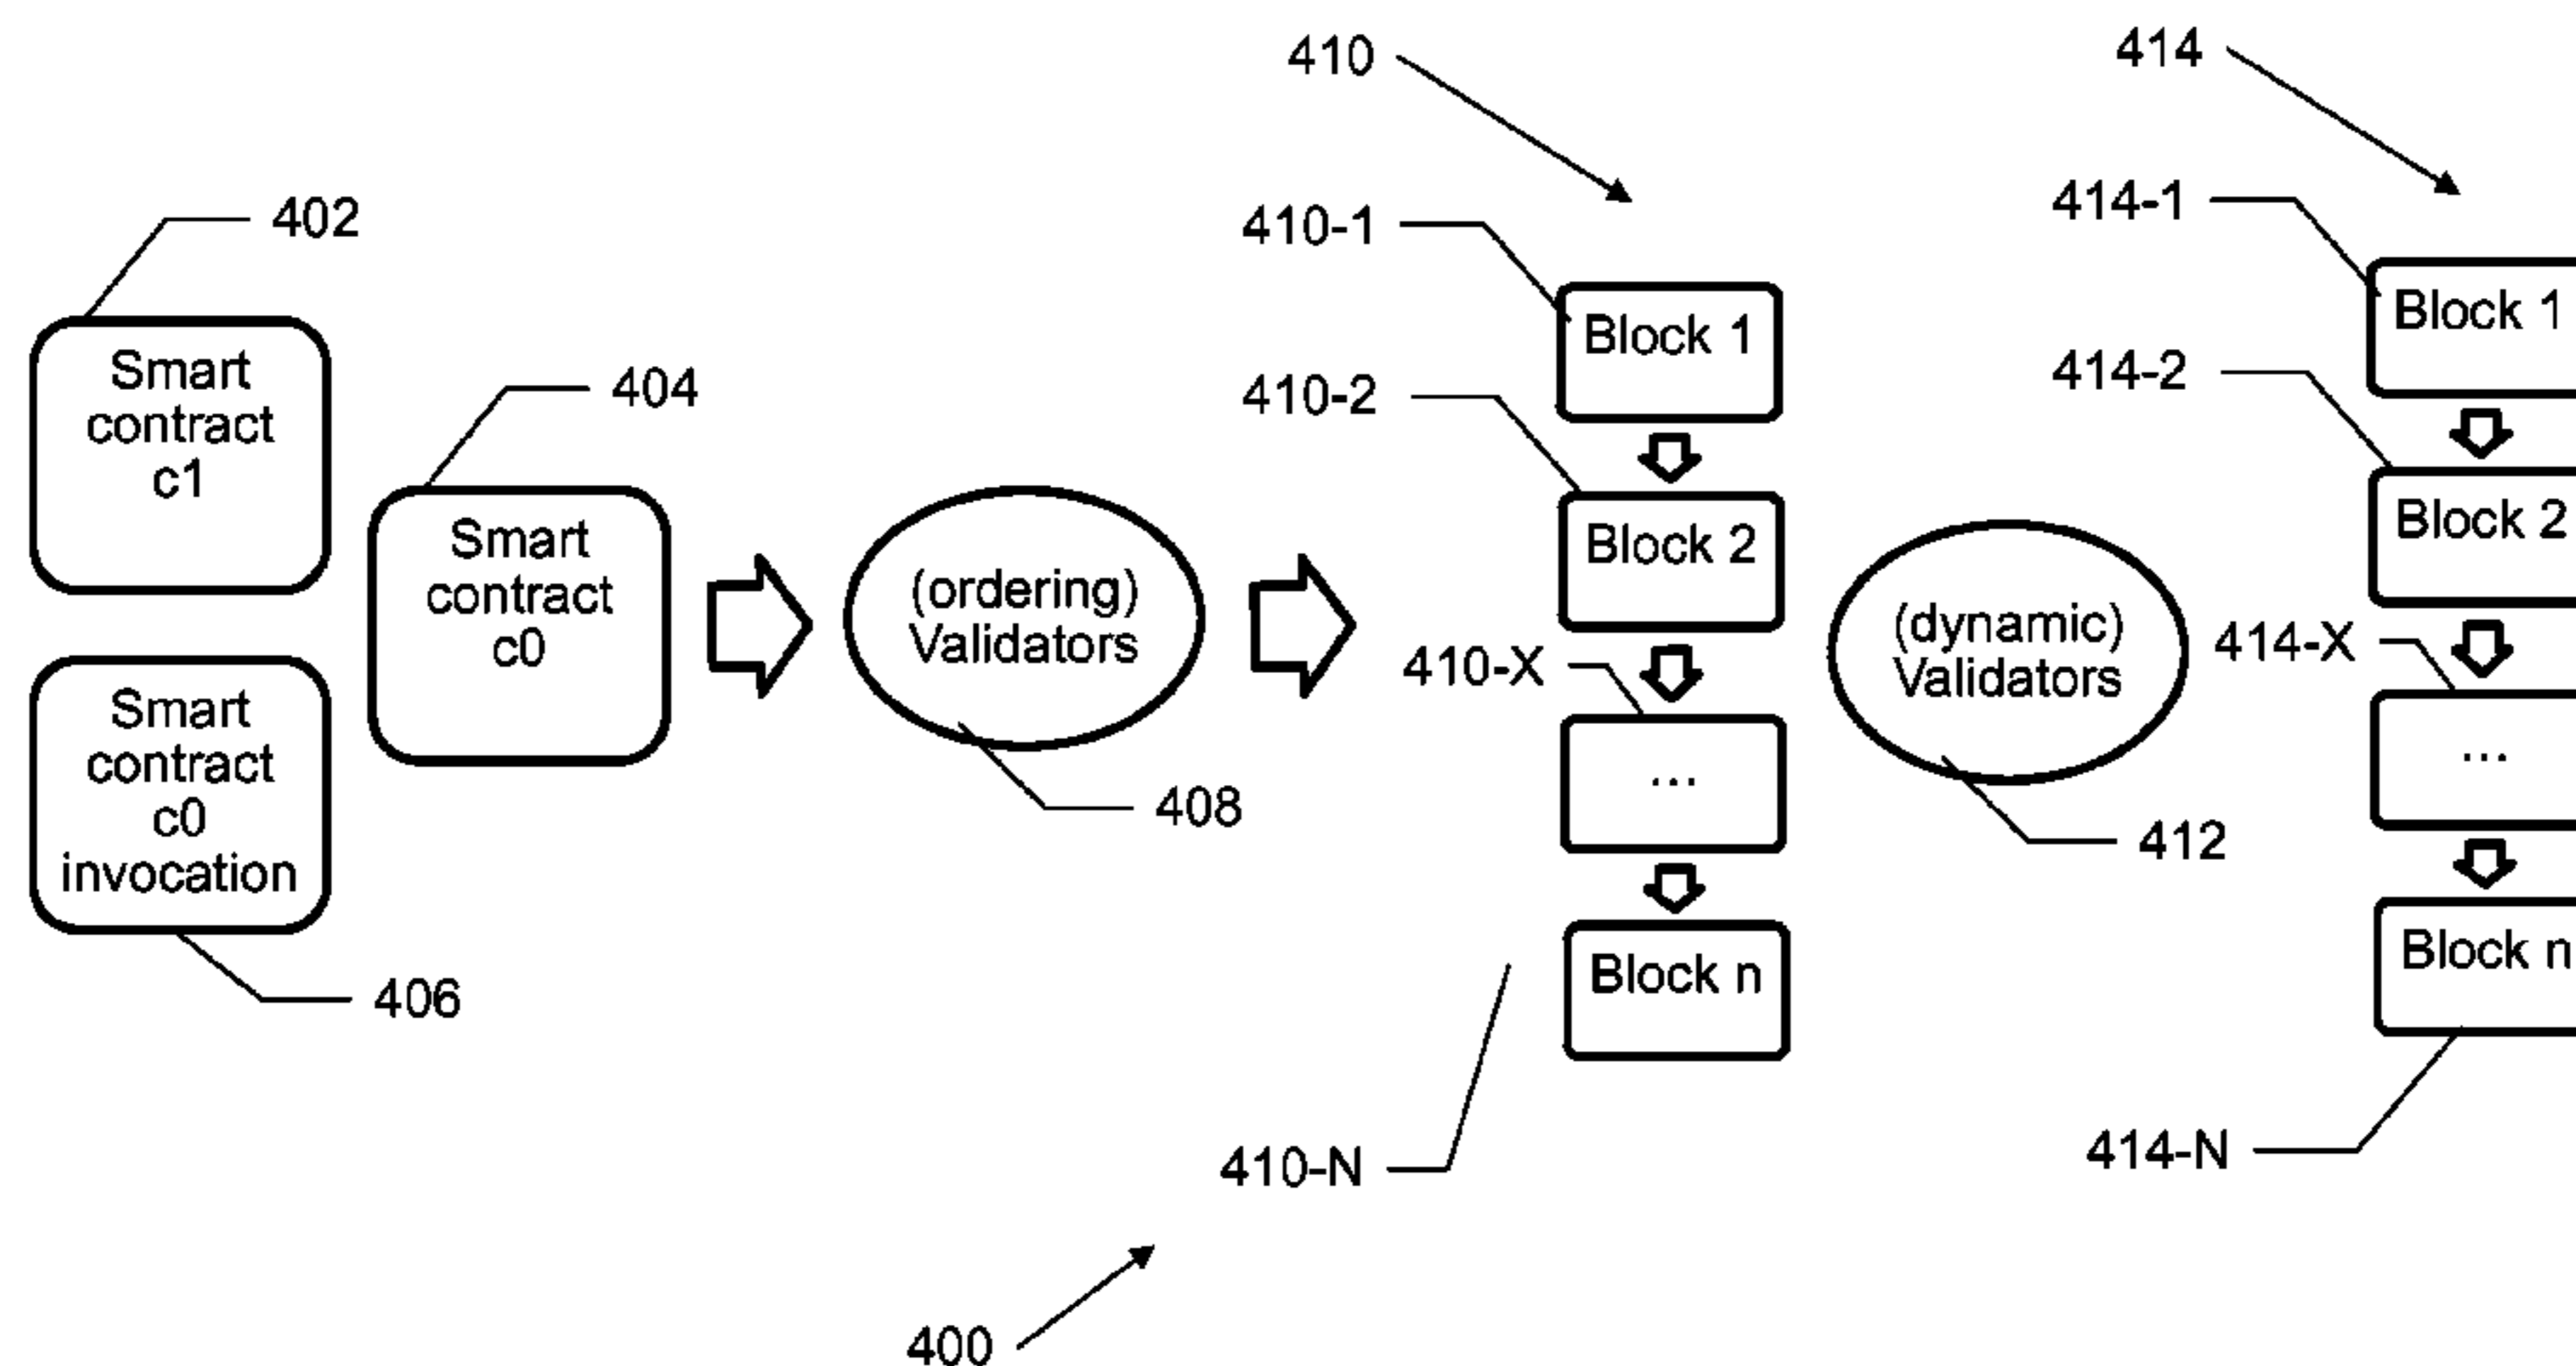 410
414
402
410-1
414-1
Smart
contract
c1
404
410-2
Block 1
414-2
Block 1
Smart
contract
c0
(ordering)
Validators
410-X
Block 2
(dynamic)
Validators
414-X
Block 2
Smart
contract
c0
invocation
408
...
412
...
406
Block n
Block n
410-N
414-N
400